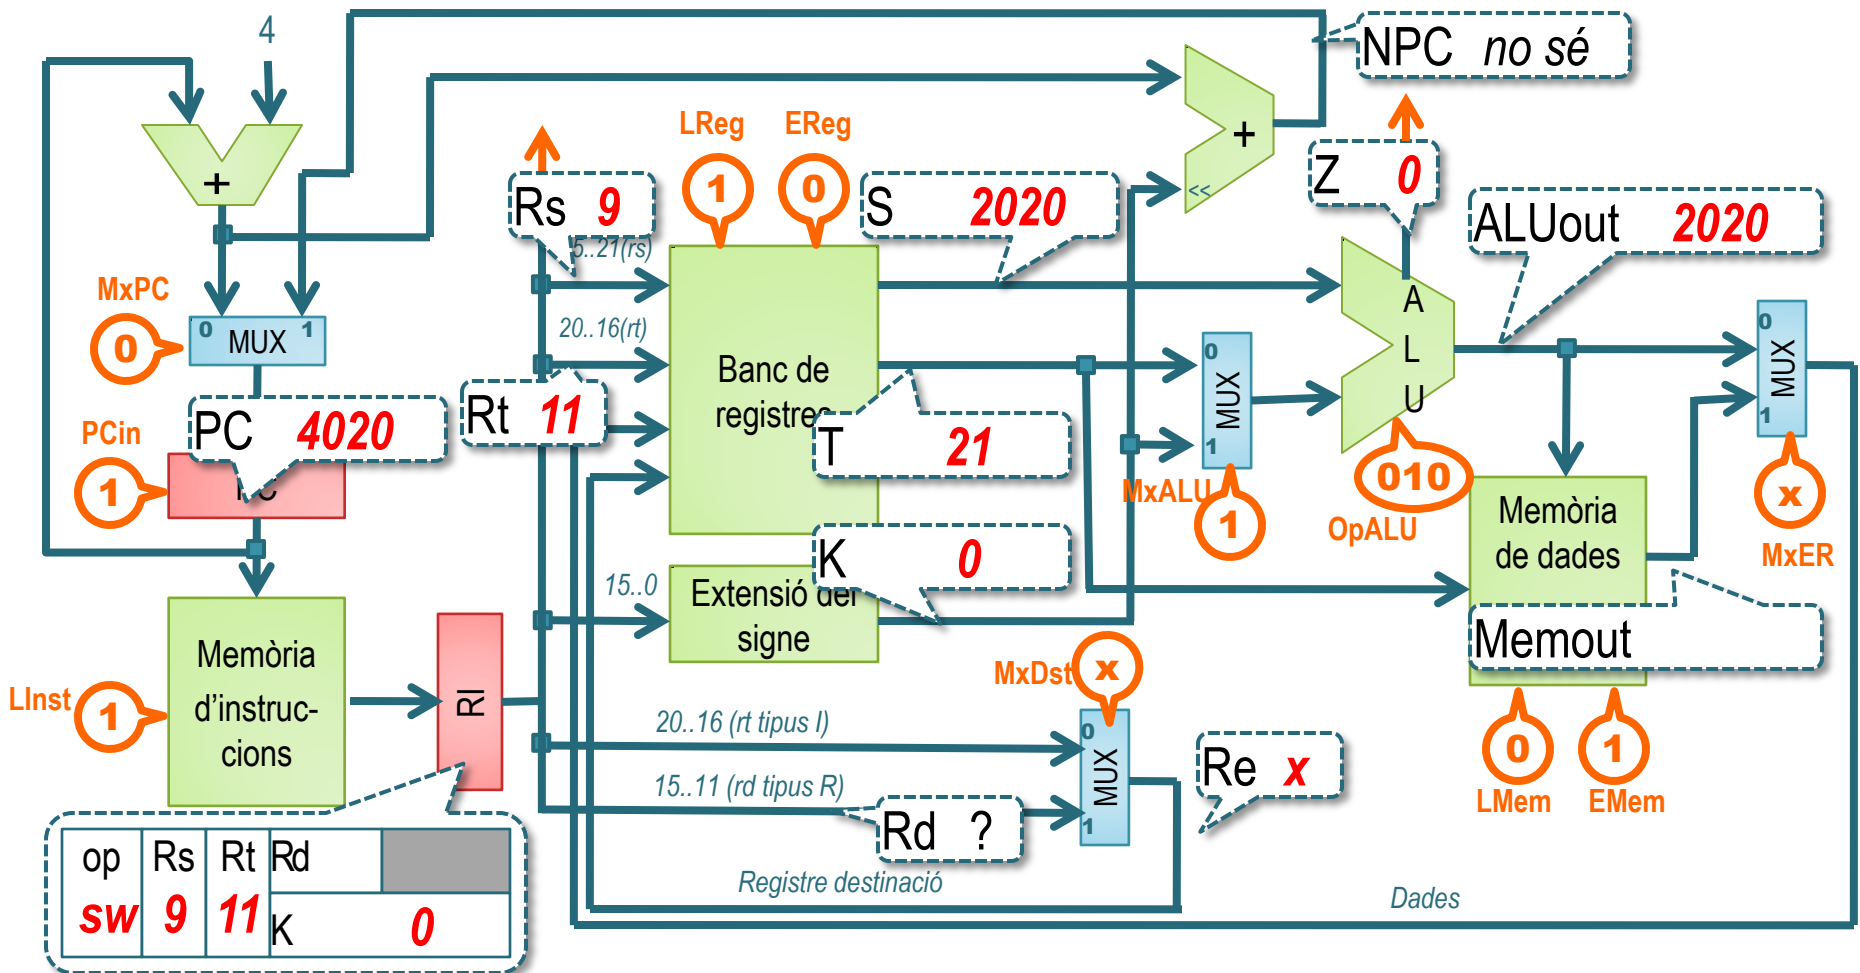 4
NPC no sé
+
LReg
EReg
1
0
+
<<
Z 0
Rs 9
S 2020
ALUout 2020
5..21(rs)
MxPC
0
0 MUX 1
20..16(rt)
Banc de
registres
A
L
U
0
MUX
1
0
MUX
1
PC 4020
PCin
1
Rt 11
T 21
MxALU
1
010
OpALU
x
MxER
Memòria
de dades
K 0
15..0
Extensió del
signe
Memout
Memòria
d'instruc-
cions
LInst
1
RI
MxDst
x
20..16 (rt tipus I)
0
MUX
1
15..11 (rd tipus R)
Re x
0
1
LMem
EMem
Rd ?
op Rs Rt Rd
sw 9 11 K 0
Registre destinació
Dades